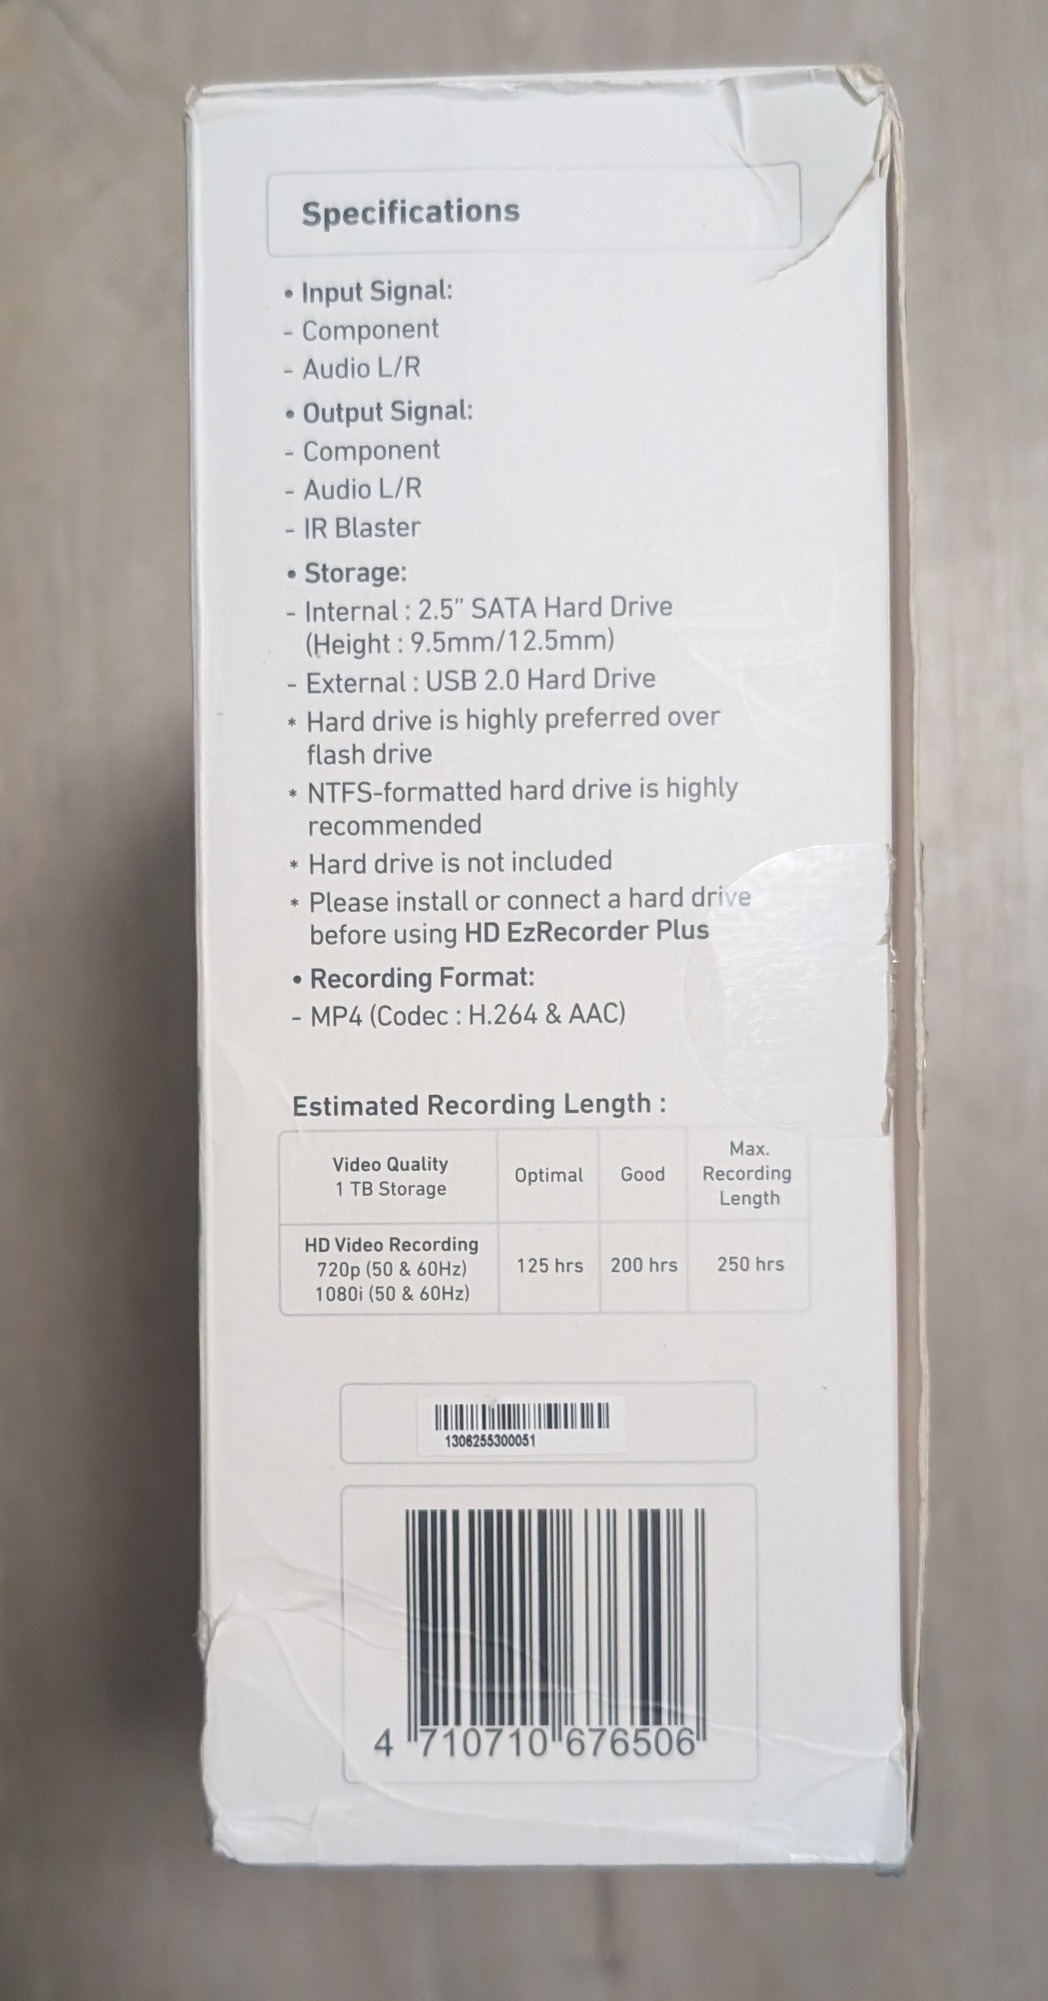 Specifications
• Input Signal:
- Component
- Audio L/R
• Output Signal:
- Component
- Audio L/R
- IR Blaster
• Storage:
- Internal : 2.5" SATA Hard Drive
(Height : 9.5mm/12.5mm)
- External : USB 2.0 Hard Drive
* Hard drive is highly preferred over
flash drive
* NTFS-formatted hard drive is highly
recommended
* Hard drive is not included
* Please install or connect a hard drive
before using HD EzRecorder Plus
• Recording Format:
- MP4 (Codec : H.264 & AAC)
Estimated Recording Length :
Video Quality
1 TB Storage
Optimal
Good
Max.
Recording
Length
HD Video Recording
720p (50 & 60Hz)
1080i (50 & 60Hz)
125 hrs
200 hrs
250 hrs
1306255300051
4 710710 676506